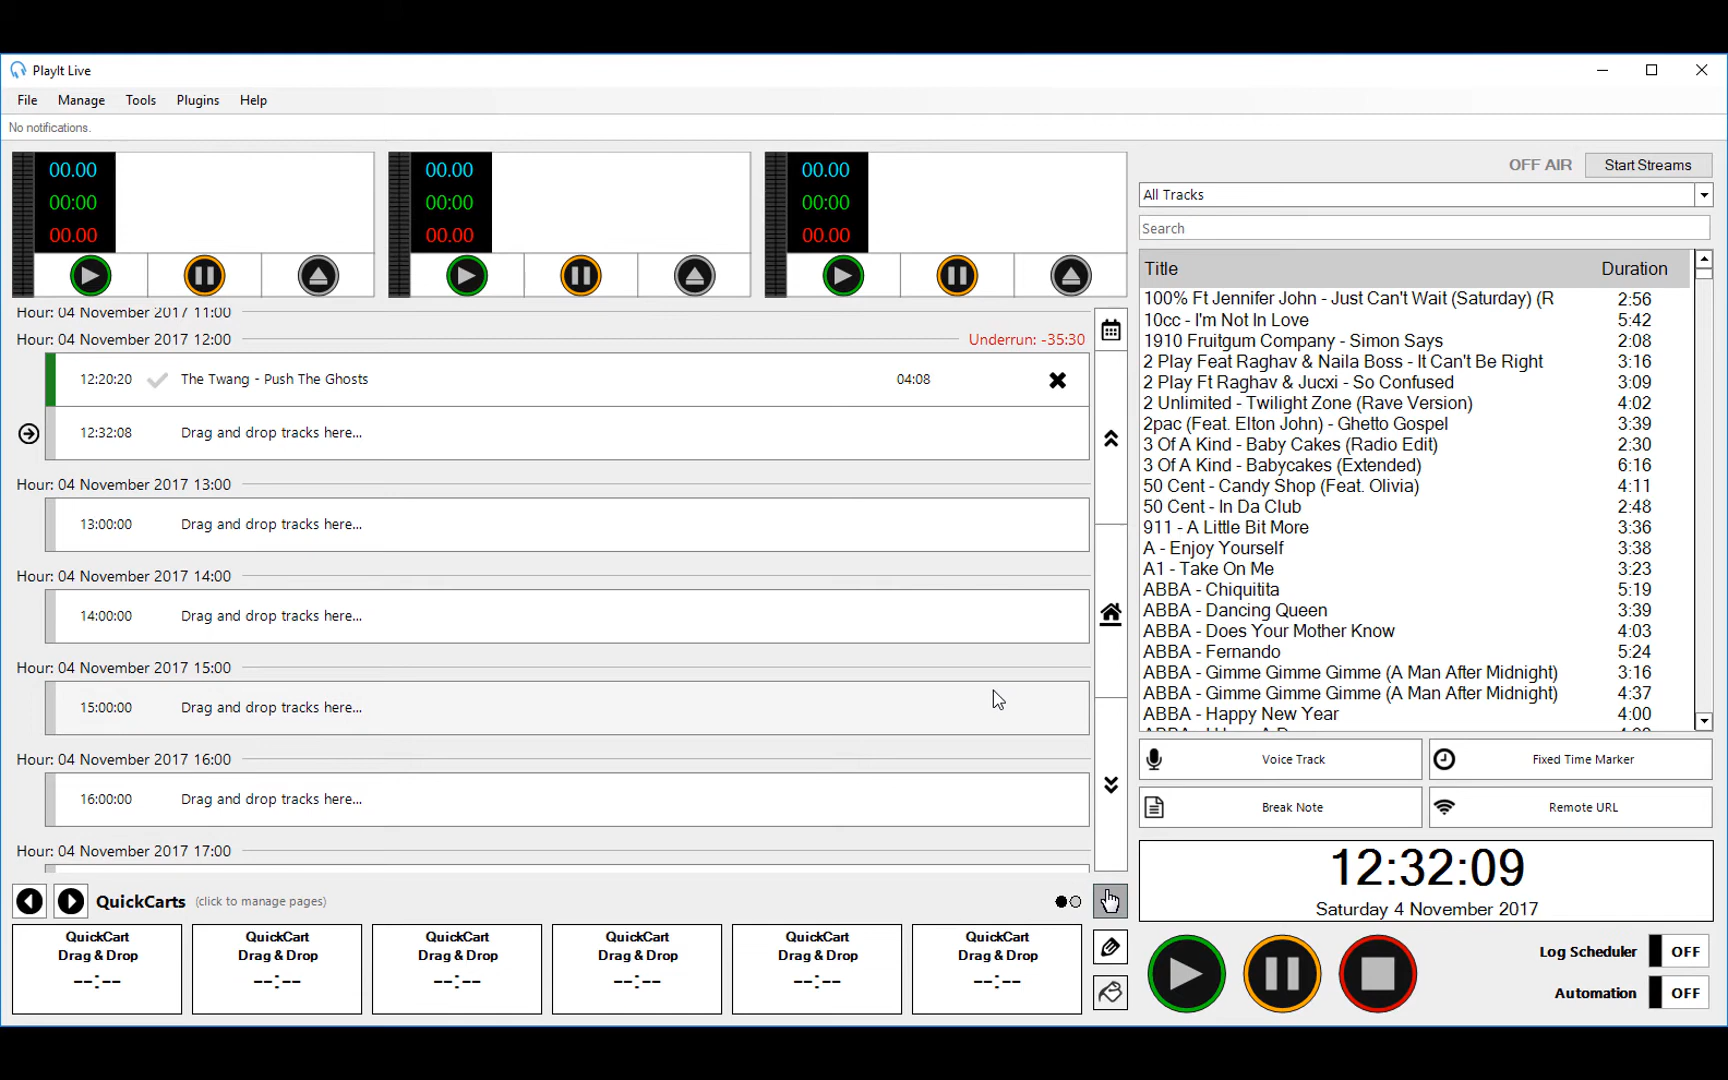 PlayIt Live
File Manage Tools Plugins Help
No notifications.
00.00
00:00
00.00
00.00
00:00
00.00
00.00
00:00
00.00
OFF AIR Start Streams
All Tracks
Search
Title Duration
100% Ft Jennifer John - Just Can't Wait (Saturday) (R 2:56
10cc - I'm Not In Love 5:42
1910 Fruitgum Company - Simon Says 2:08
2 Play Feat Raghav & Naila Boss - It Can't Be Right 3:16
2 Play Ft Raghav & Jucxi - So Confused 3:09
2 Unlimited - Twilight Zone (Rave Version) 4:02
2pac (Feat. Elton John) - Ghetto Gospel 3:39
3 Of A Kind - Baby Cakes (Radio Edit) 2:30
3 Of A Kind - Babycakes (Extended) 6:16
50 Cent - Candy Shop (Feat. Olivia) 4:11
50 Cent - In Da Club 2:48
911 - A Little Bit More 3:36
A - Enjoy Yourself 3:38
A1 - Take On Me 3:23
ABBA - Chiquitita 5:19
ABBA - Dancing Queen 3:39
ABBA - Does Your Mother Know 4:03
ABBA - Fernando 5:24
ABBA - Gimme Gimme Gimme (A Man After Midnight) 3:16
ABBA - Gimme Gimme Gimme (A Man After Midnight) 4:37
ABBA - Happy New Year 4:00
Hour: 04 November 2017 11:00
Hour: 04 November 2017 12:00 Underrun: -35:30
12:20:20 The Twang - Push The Ghosts 04:08
12:32:08 Drag and drop tracks here...
Hour: 04 November 2017 13:00
13:00:00 Drag and drop tracks here...
Hour: 04 November 2017 14:00
14:00:00 Drag and drop tracks here...
Hour: 04 November 2017 15:00
15:00:00 Drag and drop tracks here...
Hour: 04 November 2017 16:00
16:00:00 Drag and drop tracks here...
Hour: 04 November 2017 17:00
Voice Track Fixed Time Marker
Break Note Remote URL
12:32:09
Saturday 4 November 2017
QuickCarts (click to manage pages)
QuickCart
Drag & Drop
--:--
QuickCart
Drag & Drop
--:--
QuickCart
Drag & Drop
--:--
QuickCart
Drag & Drop
--:--
QuickCart
Drag & Drop
--:--
QuickCart
Drag & Drop
--:--
Log Scheduler OFF
Automation OFF